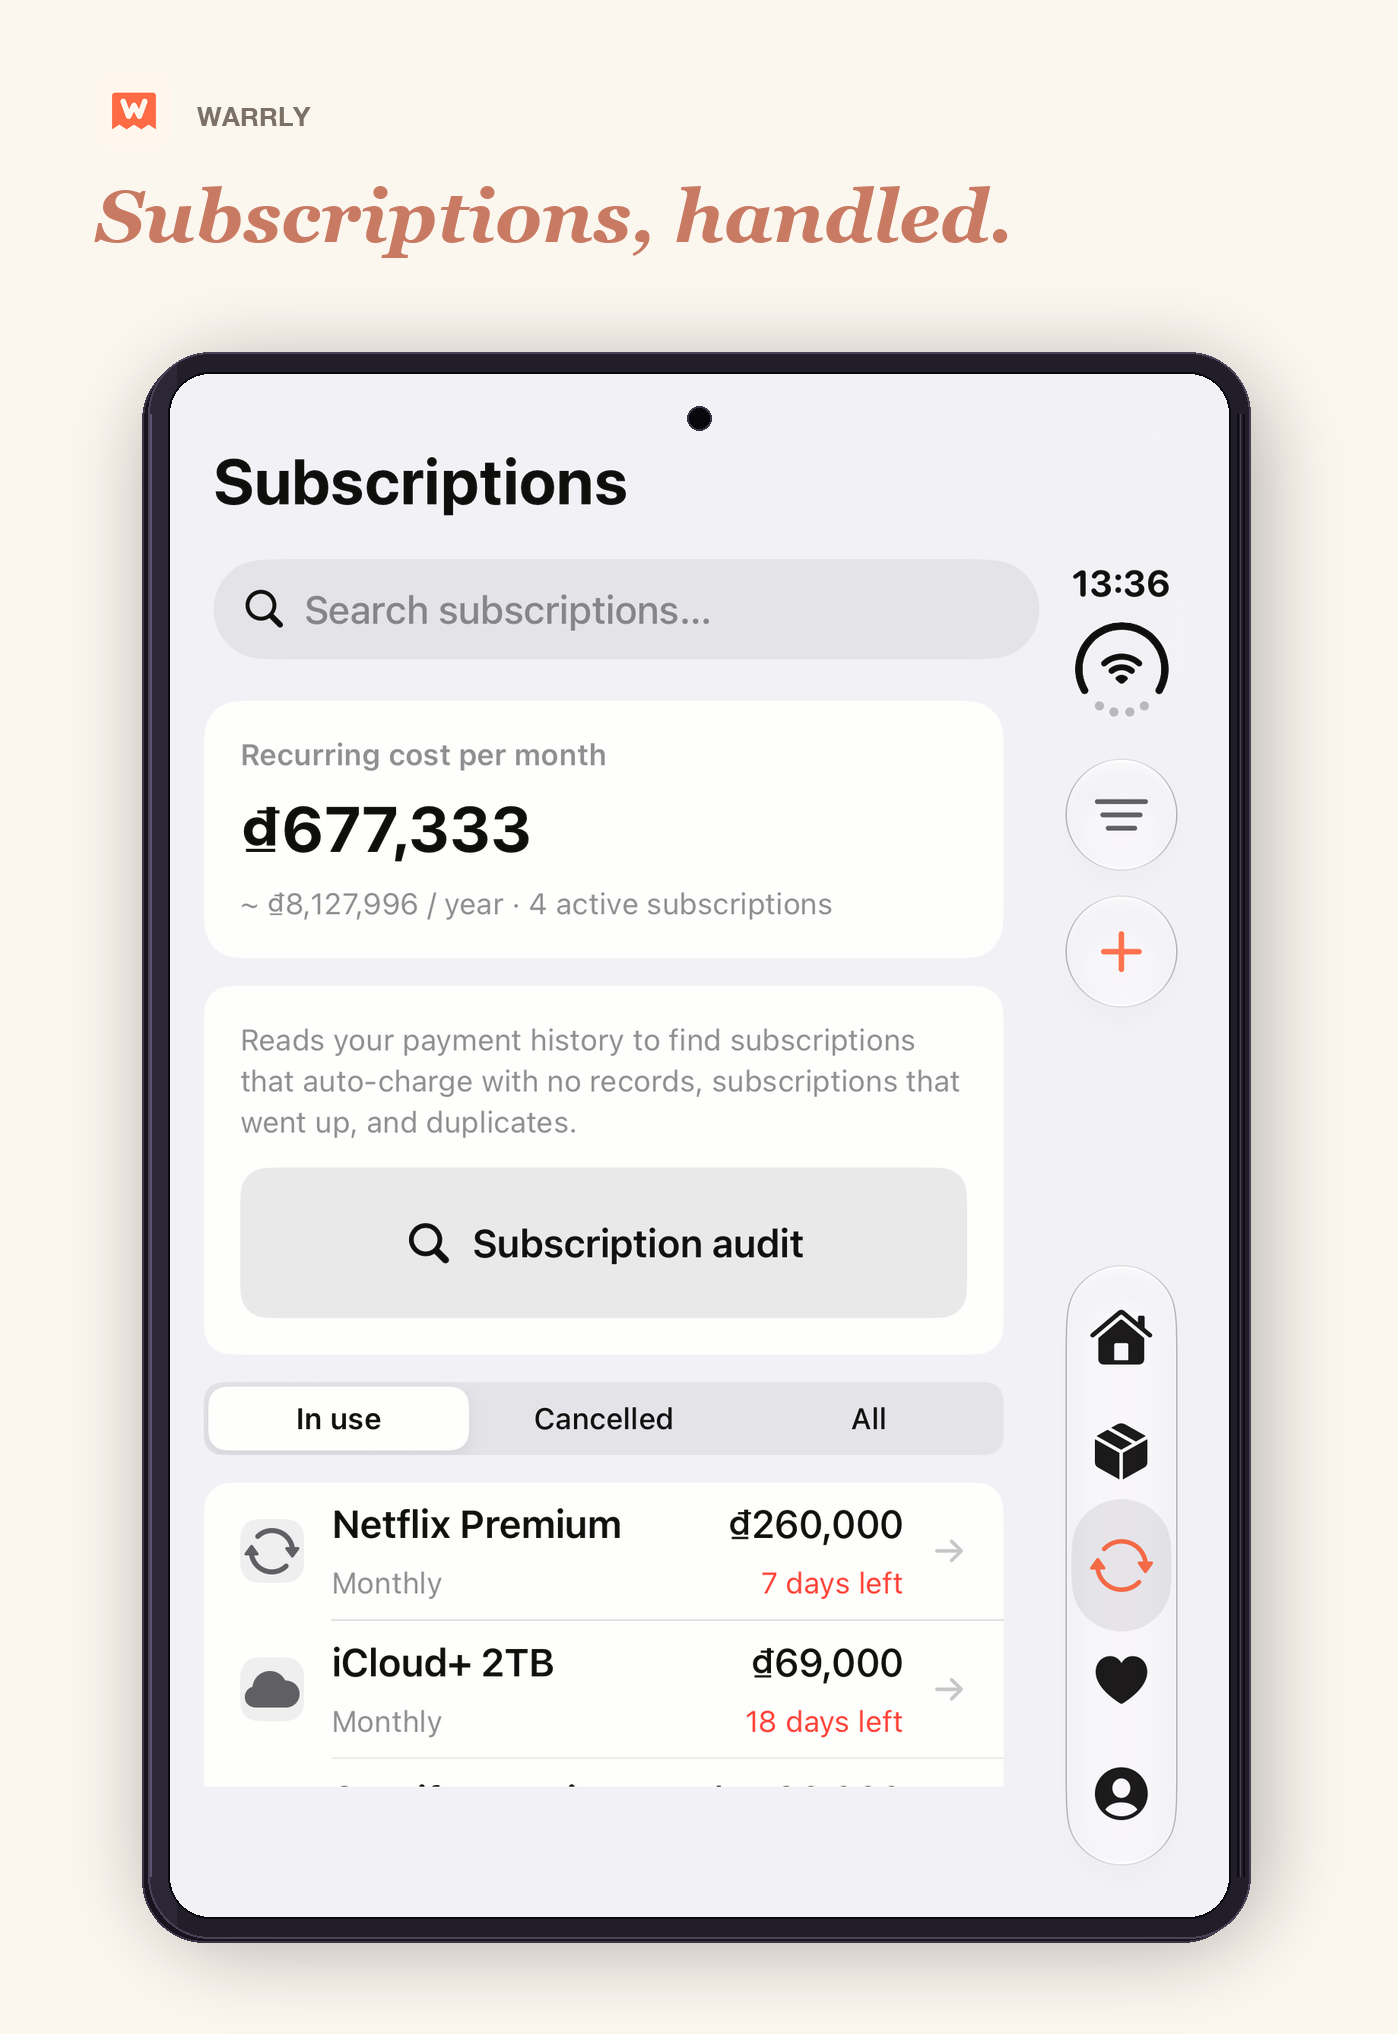 WARRLY
Subscriptions, handled.
Subscriptions
Search subscriptions...
13:36
Recurring cost per month
₫677,333
~ ₫8,127,996 / year · 4 active subscriptions
Reads your payment history to find subscriptions
that auto-charge with no records, subscriptions that
went up, and duplicates.
Subscription audit
In use Cancelled All
Netflix Premium ₫260,000
Monthly 7 days left
iCloud+ 2TB ₫69,000
Monthly 18 days left